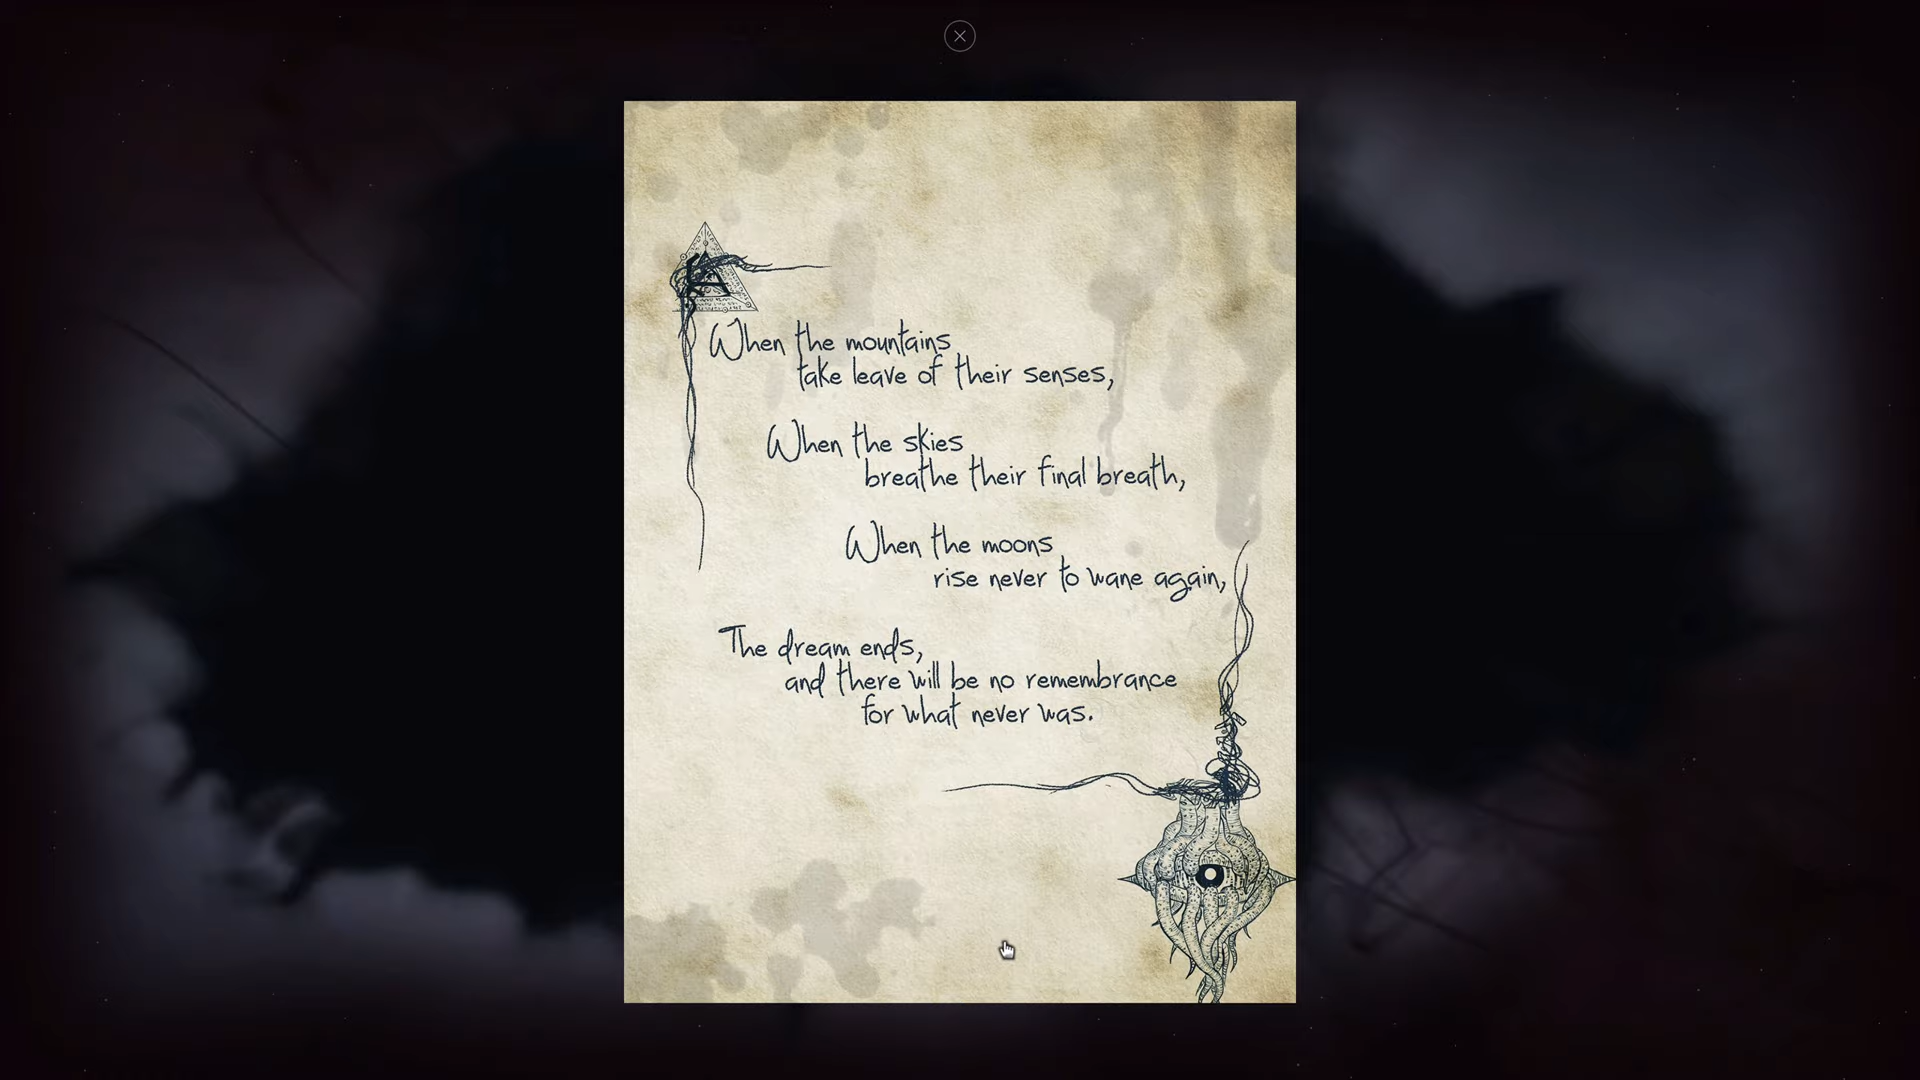 When the mountains
take leave of their senses,
When the skies
breathe their final breath,
When the moons
rise never to wane again,
The dream ends,
and there will be no remembrance
for what never was.